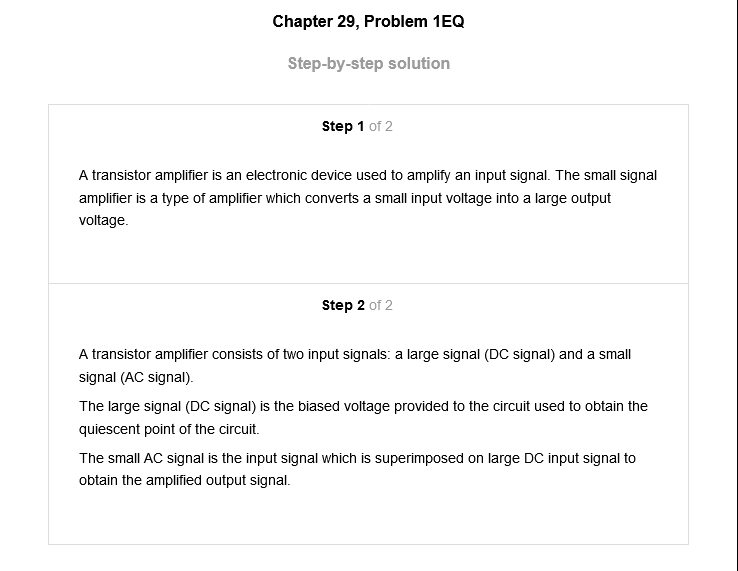 Chapter 29, Problem 1EQ
Step-by-step solution
Step 1 of 2
A transistor amplifier is an electronic device used to amplify an input signal. The small signal
amplifier is a type of amplifier which converts a small input voltage into a large output
voltage.
Step 2 of 2
A transistor amplifier consists of two input signals: a large signal (DC signal) and a small
signal (AC signal).
The large signal (DC signal) is the biased voltage provided to the circuit used to obtain the
quiescent point of the circuit.
The small AC signal is the input signal which is superimposed on large DC input signal to
obtain the amplified output signal.